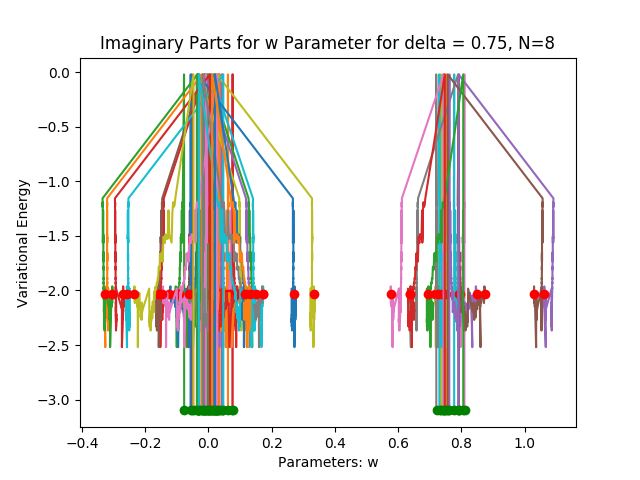 Imaginary Parts for w Parameter for delta = 0.75, N=8
0.0
−0.5
−1.0
−1.5
−2.0
−2.5
−3.0
Variational Energy
−0.4 −0.2 0.0 0.2 0.4 0.6 0.8 1.0
Parameters: w